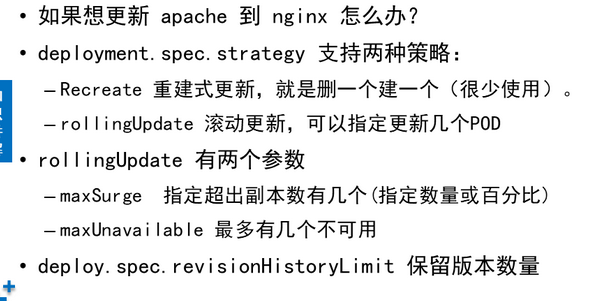 • 如果想更新 apache 到 nginx 怎么办?
• deployment.spec.strategy 支持两种策略:
– Recreate 重建式更新，就是删一个建一个（很少使用）。
– rollingUpdate 滚动更新，可以指定更新几个POD
• rollingUpdate 有两个参数
– maxSurge 指定超出副本数有几个(指定数量或百分比)
– maxUnavailable 最多有几个不可用
• deploy.spec.revisionHistoryLimit 保留版本数量